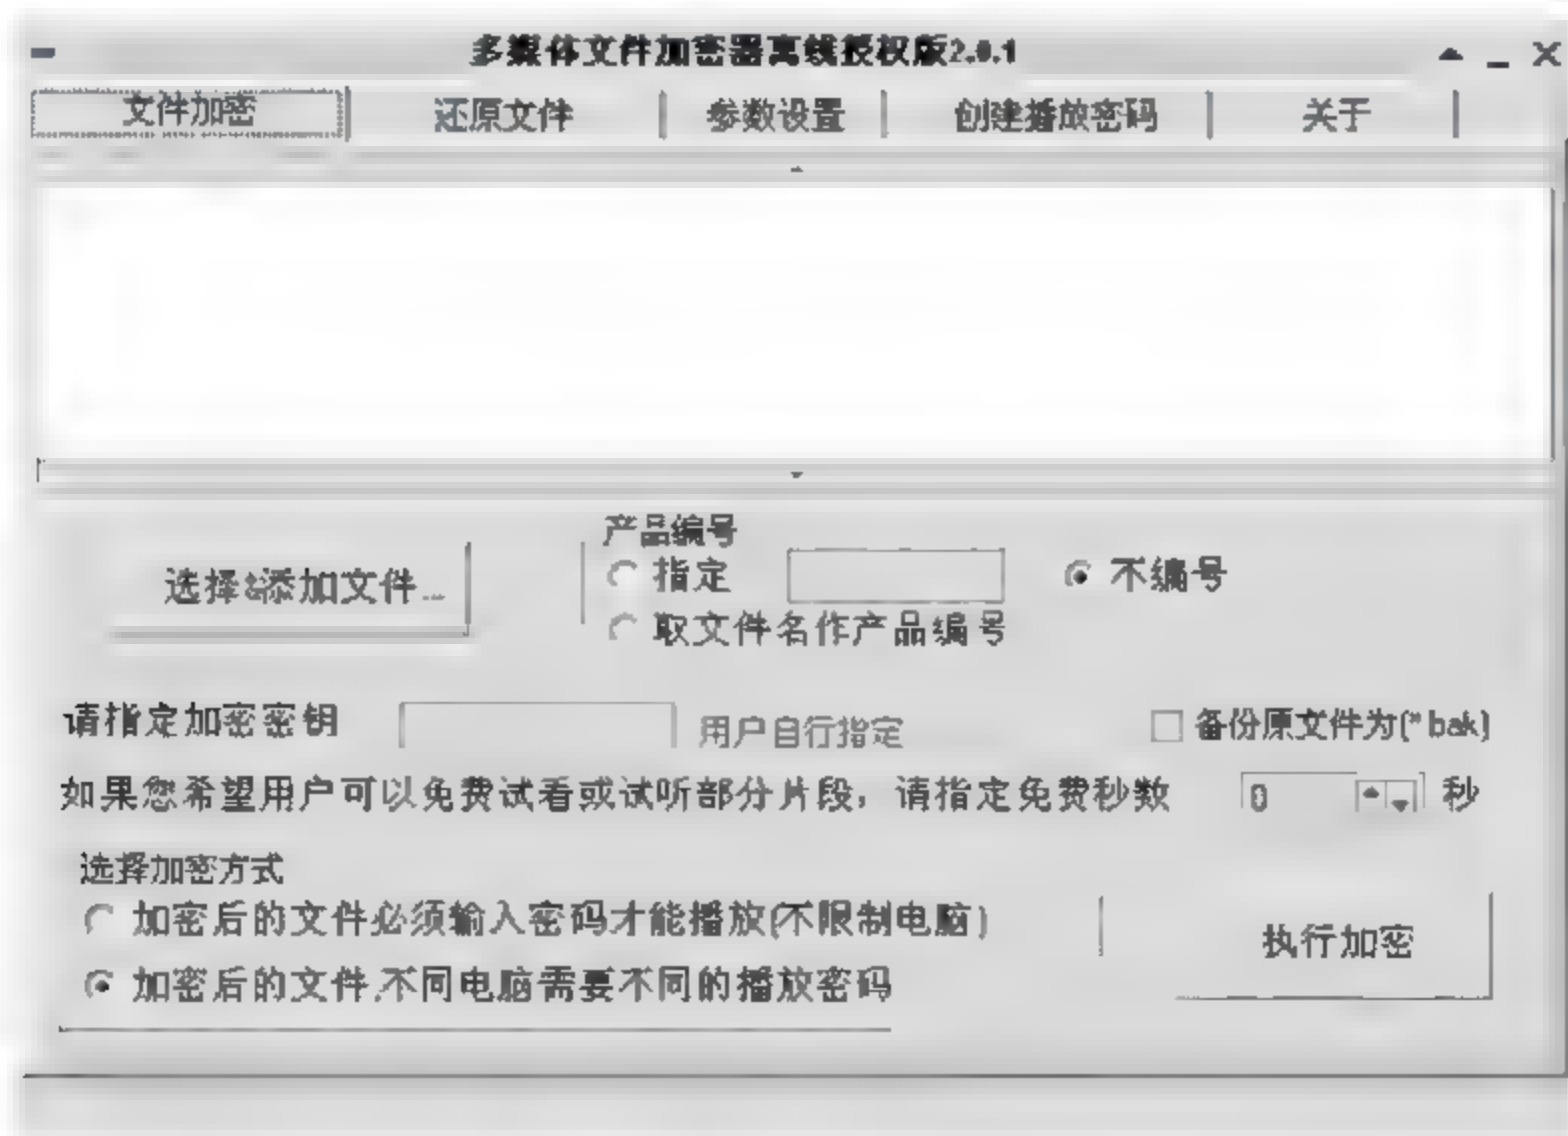 多媒体文件加密器离线授权版2.0.1
文件加密 还原文件 参数设置 创建播放密码 关于
产品编号
选择&添加文件... 指定 不编号
取文件名作产品编号
请指定加密密钥 用户自行指定 备份原文件为(*bak)
如果您希望用户可以免费试看或试听部分片段，请指定免费秒数 0 秒
选择加密方式
加密后的文件必须输入密码才能播放(不限制电脑)
执行加密
加密后的文件,不同电脑需要不同的播放密码